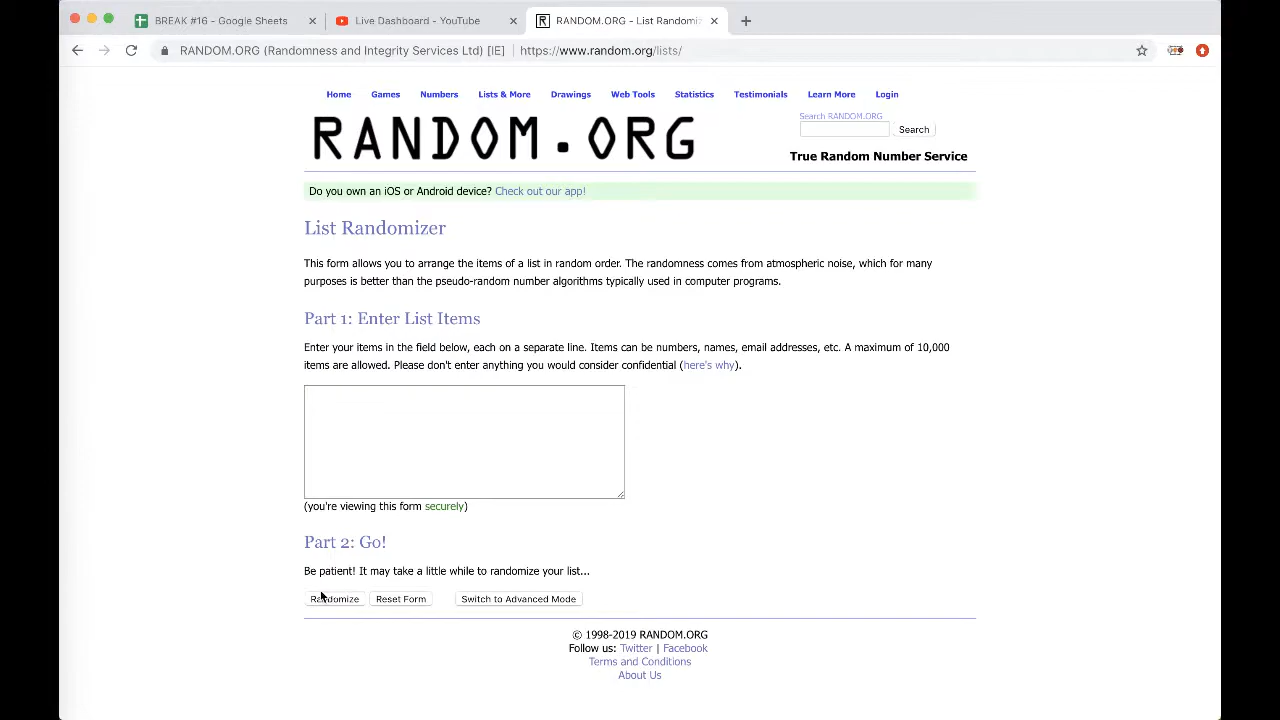 BREAK #16 - Google Sheets
Live Dashboard - YouTube
RANDOM.ORG - List Randomiz
RANDOM.ORG (Randomness and Integrity Services Ltd) [IE] https://www.random.org/lists/
Home Games Numbers Lists & More Drawings Web Tools Statistics Testimonials Learn More Login
RANDOM.ORG
Search RANDOM.ORG
Search
True Random Number Service
Do you own an iOS or Android device? Check out our app!
List Randomizer
This form allows you to arrange the items of a list in random order. The randomness comes from atmospheric noise, which for many
purposes is better than the pseudo-random number algorithms typically used in computer programs.
Part 1: Enter List Items
Enter your items in the field below, each on a separate line. Items can be numbers, names, email addresses, etc. A maximum of 10,000
items are allowed. Please don't enter anything you would consider confidential (here's why).
(you're viewing this form securely)
Part 2: Go!
Be patient! It may take a little while to randomize your list...
Randomize Reset Form Switch to Advanced Mode
© 1998-2019 RANDOM.ORG
Follow us: Twitter | Facebook
Terms and Conditions
About Us